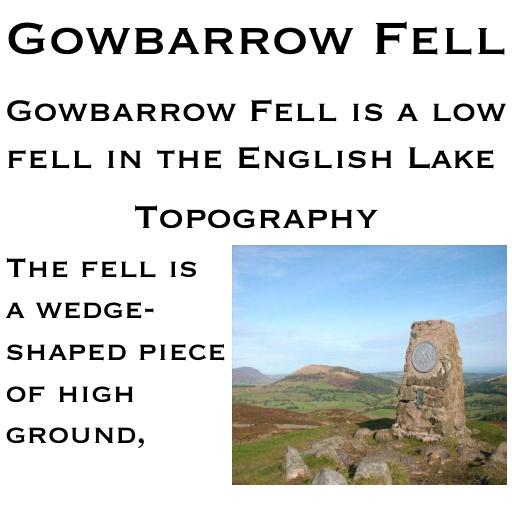 Gowbarrow Fell
Gowbarrow Fell is a low
fell in the English Lake
Topography
The fell is
a wedge-
shaped piece
of high
ground,